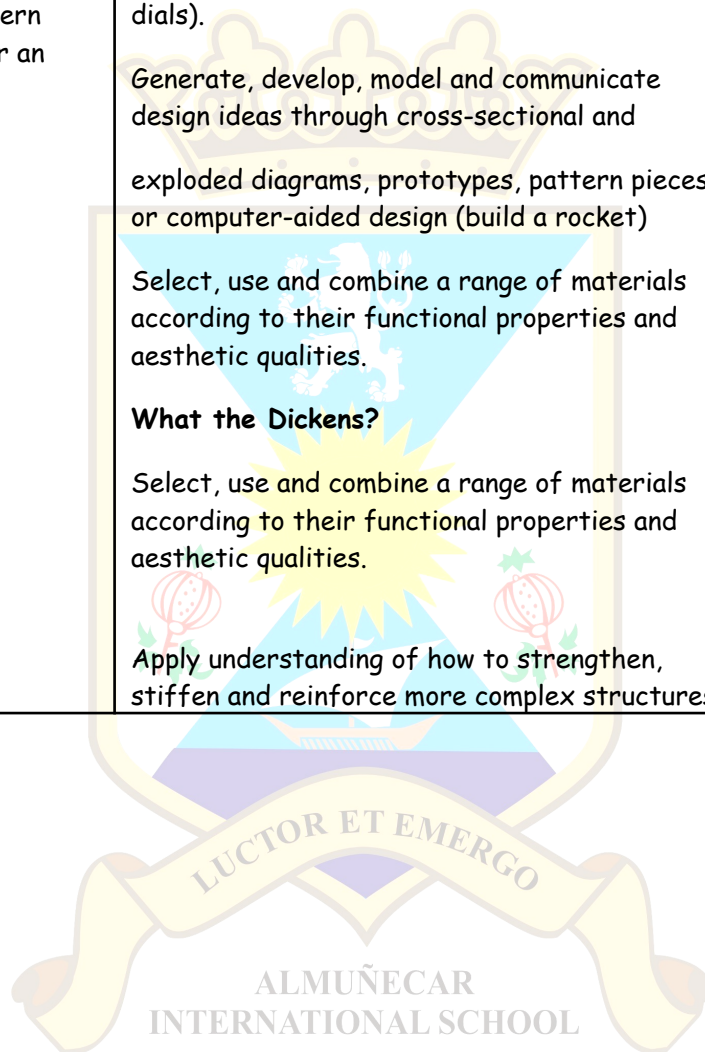 ern
r an
dials).
Generate, develop, model and communicate
design ideas through cross-sectional and
exploded diagrams, prototypes, pattern pieces
or computer-aided design (build a rocket)
Select, use and combine a range of materials
according to their functional properties and
aesthetic qualities.
What the Dickens?
Select, use and combine a range of materials
according to their functional properties and
aesthetic qualities.
Apply understanding of how to strengthen,
stiffen and reinforce more complex structures
LUCTOR ET EMERGO
ALMUÑECAR
INTERNATIONAL SCHOOL